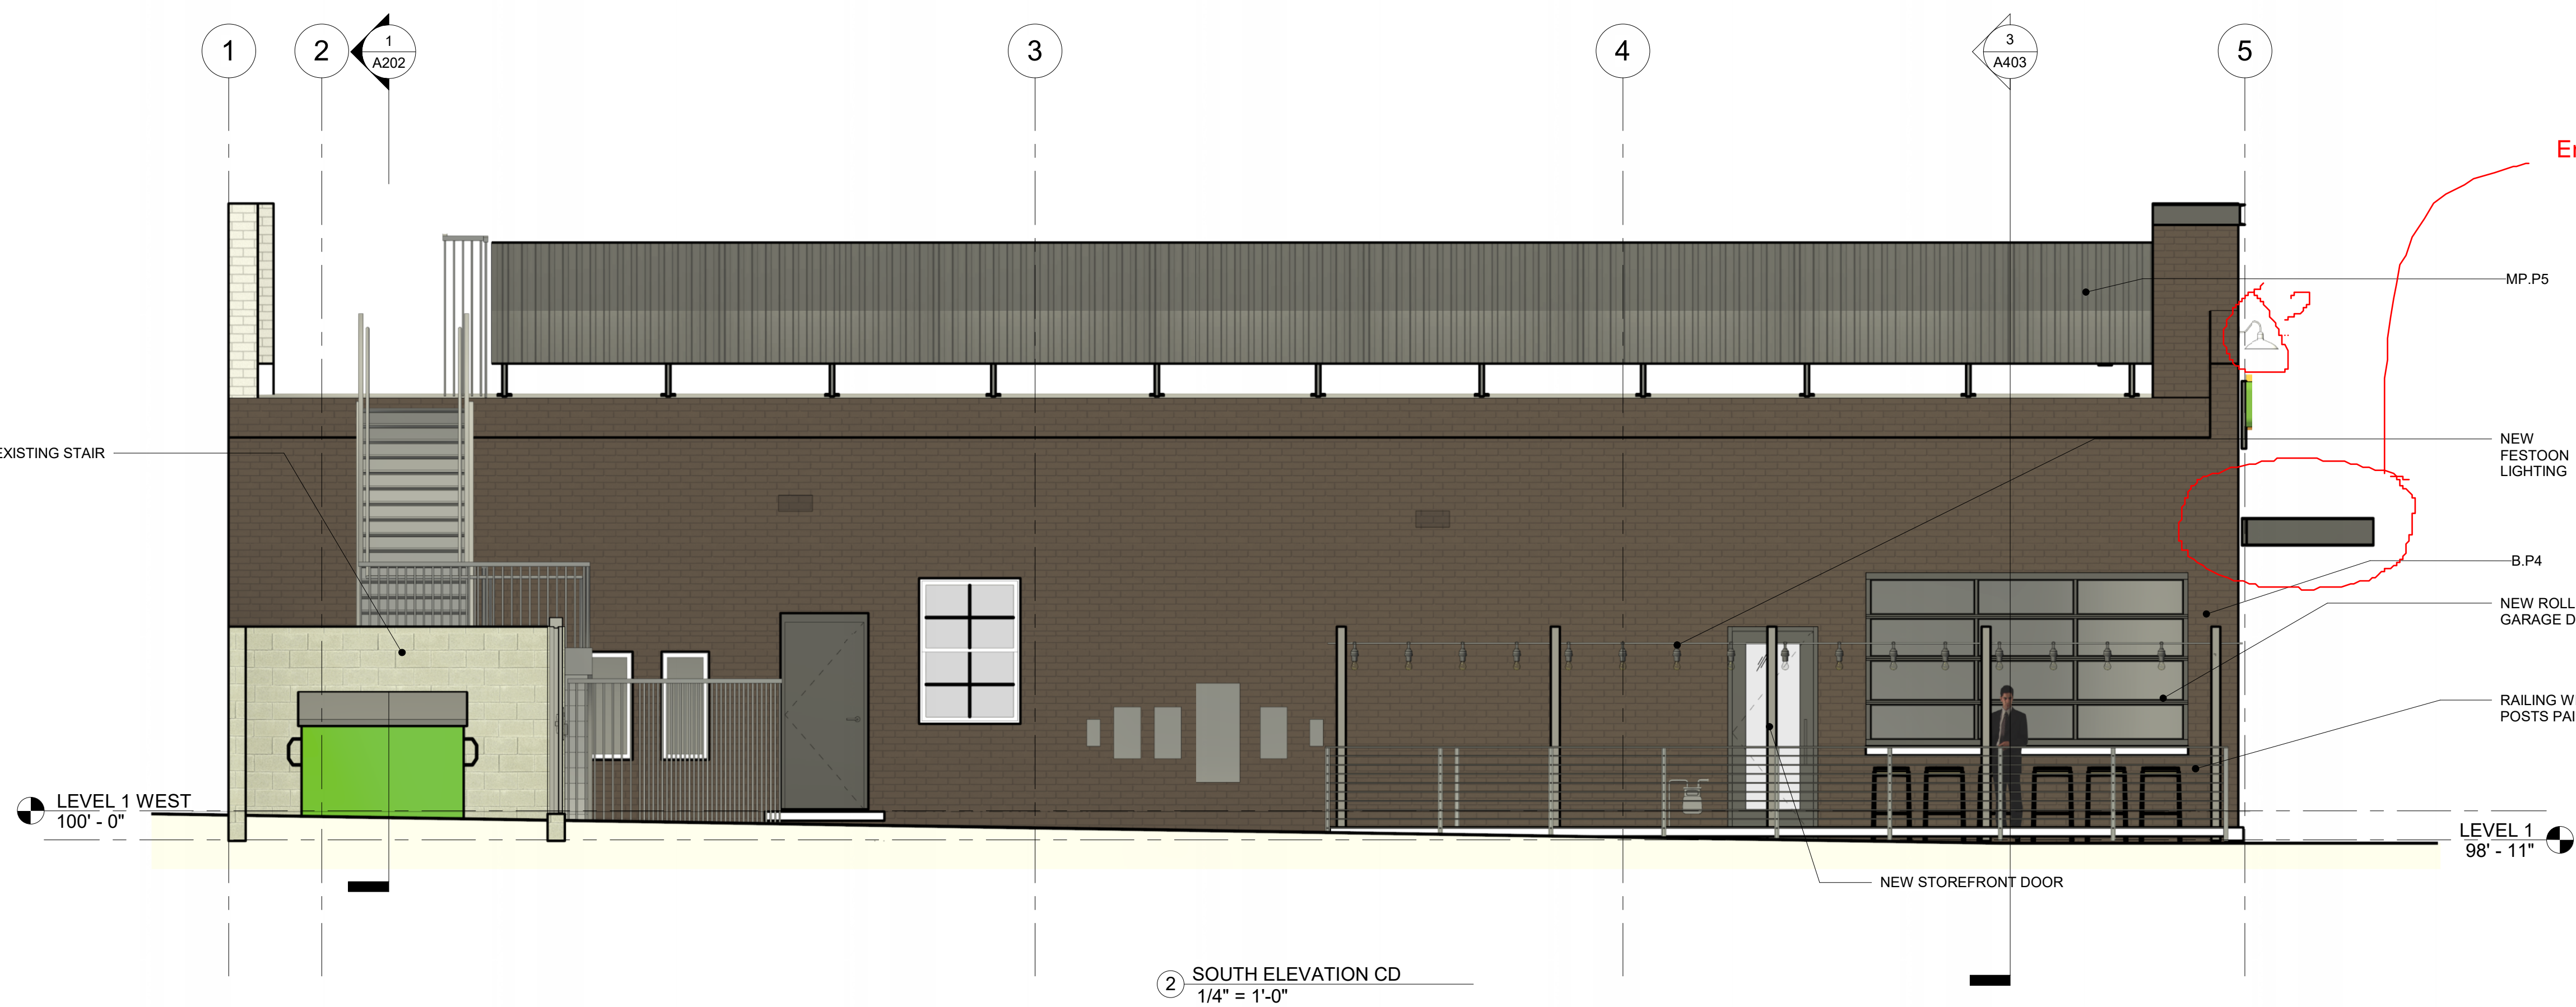 1
2
1
A202
3
4
3
A403
5
Er
MP.P5
EXISTING STAIR
NEW
FESTOON
LIGHTING
B.P4
NEW ROLL
GARAGE D
RAILING W
POSTS PAI
LEVEL 1 WEST
100' - 0"
LEVEL 1
98' - 11"
NEW STOREFRONT DOOR
2
SOUTH ELEVATION CD
1/4" = 1'-0"